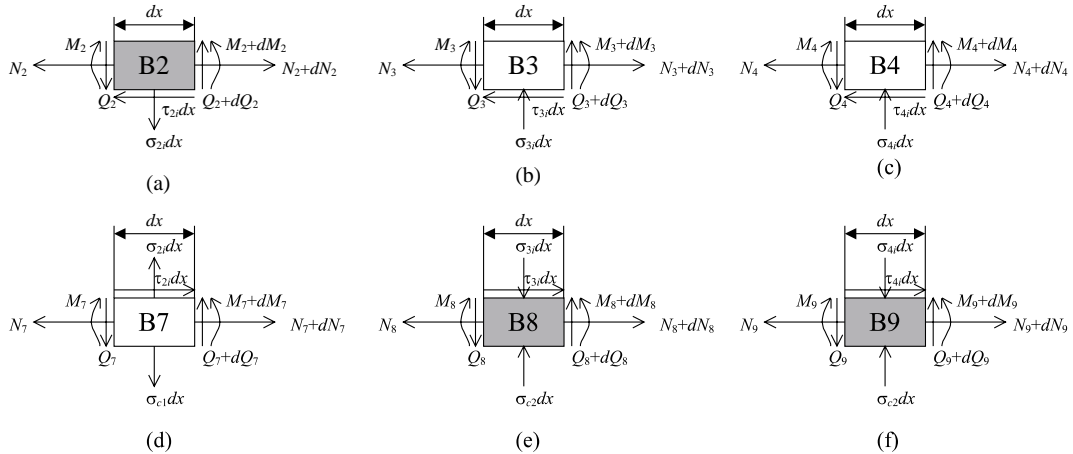 dx
M2
M2+dM2
N2
B2
N2+dN2
Q2
τ2idx
Q2+dQ2
σ2idx
(a)
dx
M3
M3+dM3
N3
B3
N3+dN3
Q3
τ3idx
Q3+dQ3
σ3idx
(b)
dx
M4
M4+dM4
N4
B4
N4+dN4
Q4
τ4idx
Q4+dQ4
σ4idx
(c)
dx
σ2idx
τ2idx
M7
M7+dM7
N7
B7
N7+dN7
Q7
Q7+dQ7
σc1dx
(d)
dx
σ3idx
τ3idx
M8
M8+dM8
N8
B8
N8+dN8
Q8
Q8+dQ8
σc2dx
(e)
dx
σ4idx
τ4idx
M9
M9+dM9
N9
B9
N9+dN9
Q9
Q9+dQ9
σc2dx
(f)